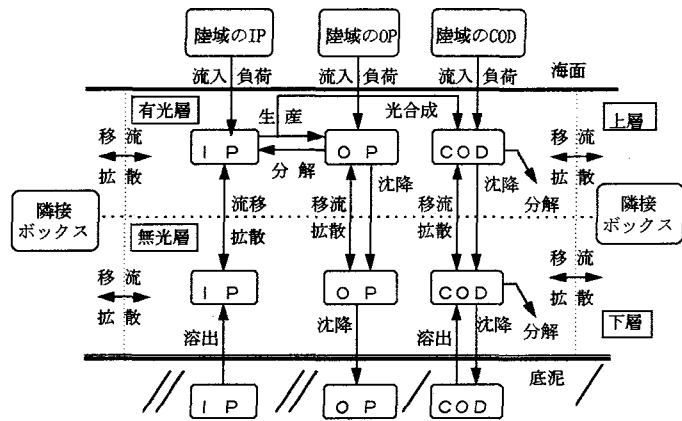 陸域のIP 陸域のOP 陸域のCOD
流入 負荷 流入 負荷 流入 負荷 海面
有光層 生産 光合成 上層
移流 IP OP COD 移流
拡散 分解 沈降 沈降 分解 拡散
隣接
ボックス
流移 移流 移流
拡散 拡散 拡散
隣接
ボックス
無光層
移流 IP OP COD 移流
拡散 溶出 沈降 溶出 沈降 分解 拡散
下層
底泥
IP OP COD